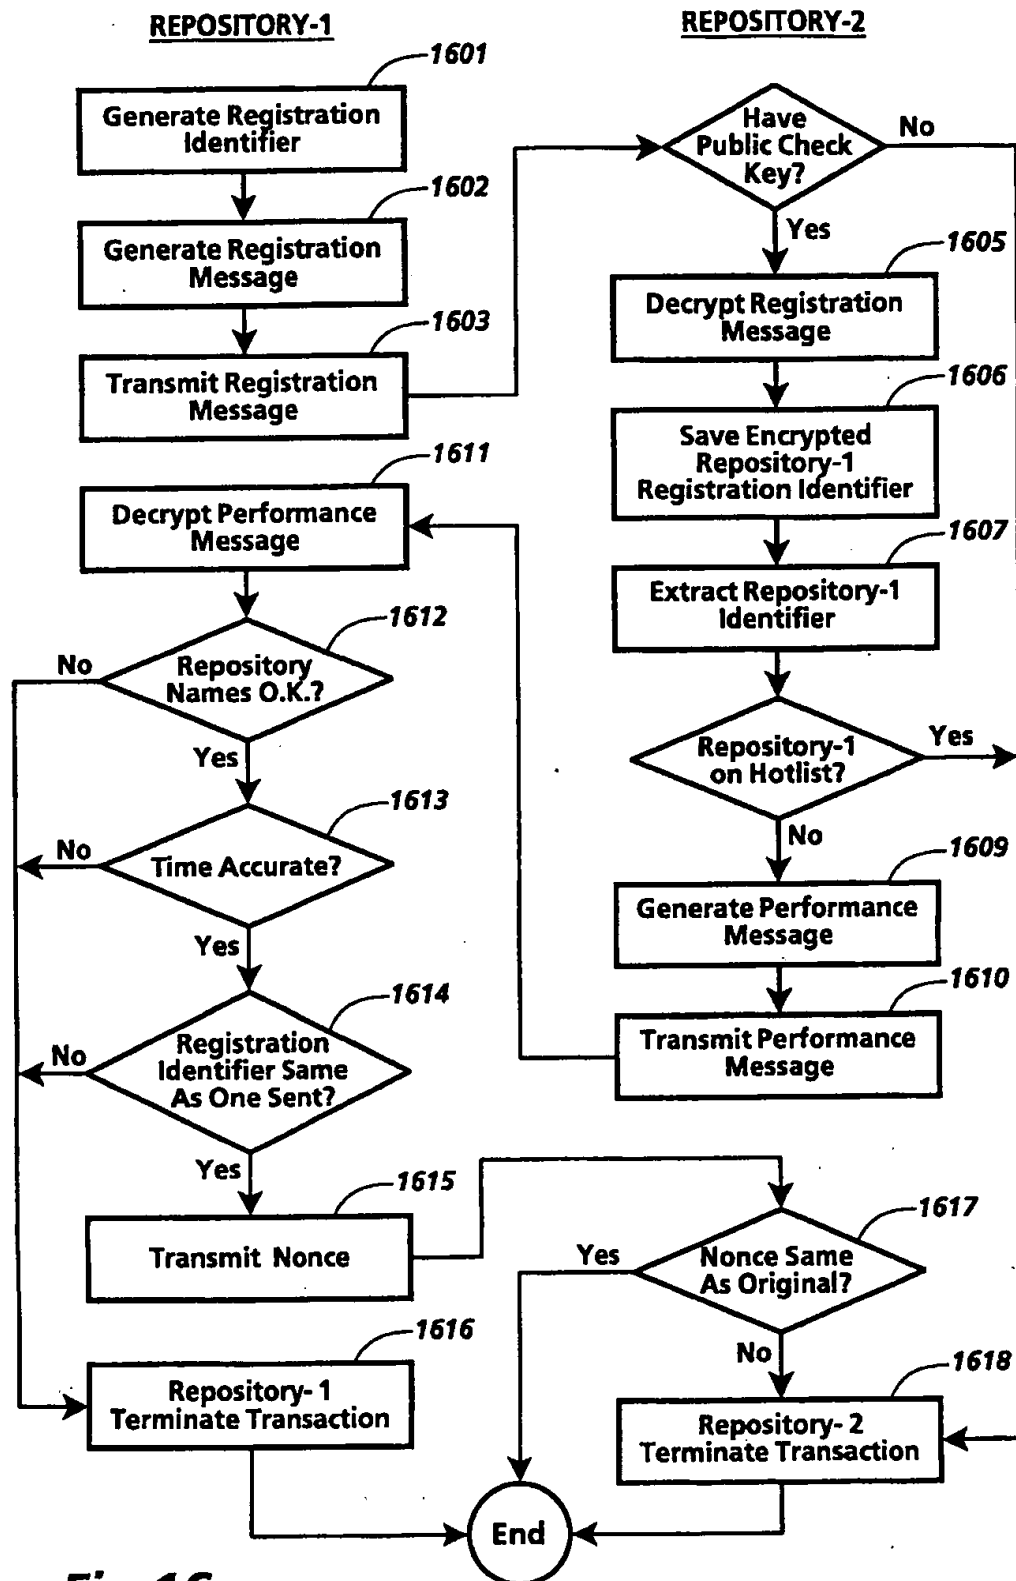 REPOSITORY-1
1601
Generate Registration
Identifier
1602
Generate Registration
Message
1603
Transmit Registration
Message
1611
Decrypt Performance
Message
1612
Repository
Names O.K.?
No
Yes
1613
Time Accurate?
No
Yes
1614
Registration
Identifier Same
As One Sent?
No
Yes
1615
Transmit Nonce
1616
Repository- 1
Terminate Transaction
REPOSITORY-2
Have
Public Check
Key?
No
Yes
1605
Decrypt Registration
Message
1606
Save Encrypted
Repository-1
Registration Identifier
1607
Extract Repository-1
Identifier
Repository-1
on Hotlist?
Yes
No
1609
Generate Performance
Message
1610
Transmit Performance
Message
1617
Nonce Same
As Original?
Yes
No
1618
Repository- 2
Terminate Transaction
End